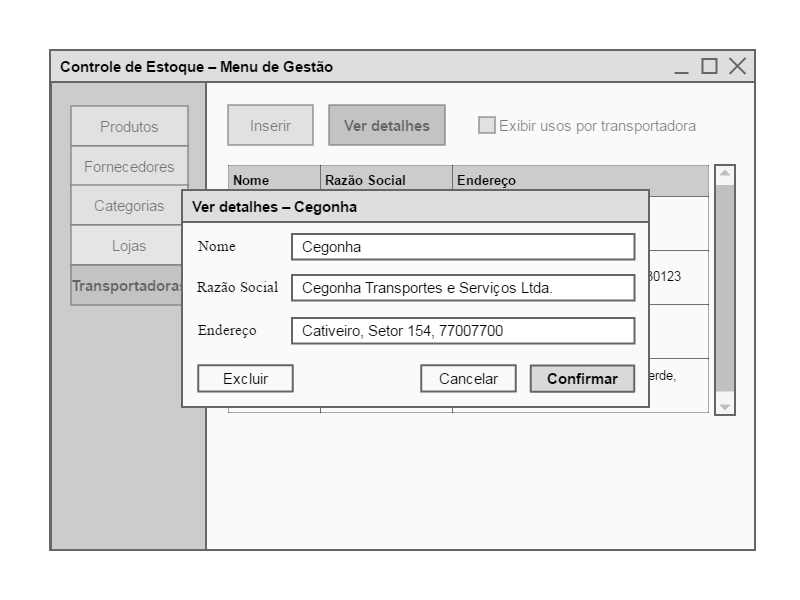 Controle de Estoque – Menu de Gestão
Produtos
Fornecedores
Categorias
Lojas
Transportadoras
Inserir
Ver detalhes
Exibir usos por transportadora
Nome
Razão Social
Endereço
Ver detalhes – Cegonha
Nome
Cegonha
Razão Social
Cegonha Transportes e Serviços Ltda.
Endereço
Cativeiro, Setor 154, 77007700
Excluir
Cancelar
Confirmar